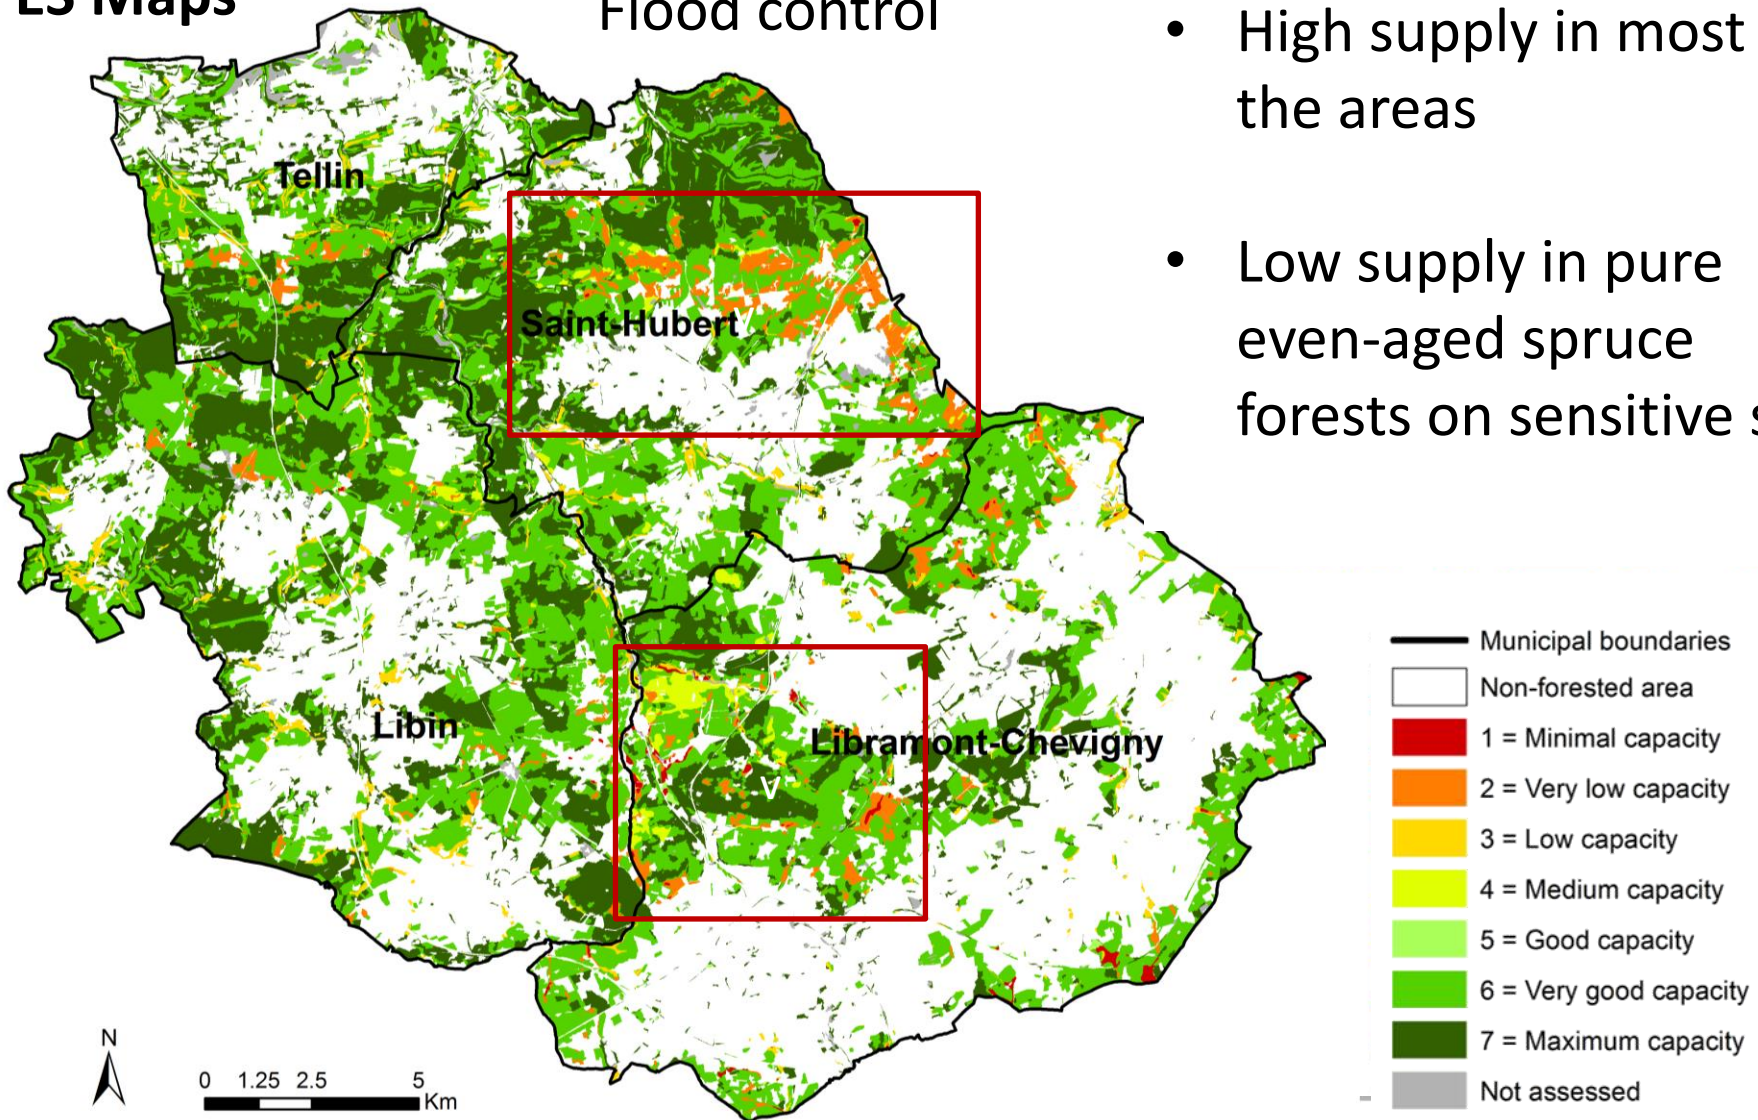 ES Maps
Flood control
• High supply in most
the areas
• Low supply in pure
even-aged spruce
forests on sensitive s
Tellin
Saint-Hubert
Libin
Libramont-Chevigny
V
Municipal boundaries
Non-forested area
1 = Minimal capacity
2 = Very low capacity
3 = Low capacity
4 = Medium capacity
5 = Good capacity
6 = Very good capacity
7 = Maximum capacity
Not assessed
N
0 1.25 2.5 5
Km